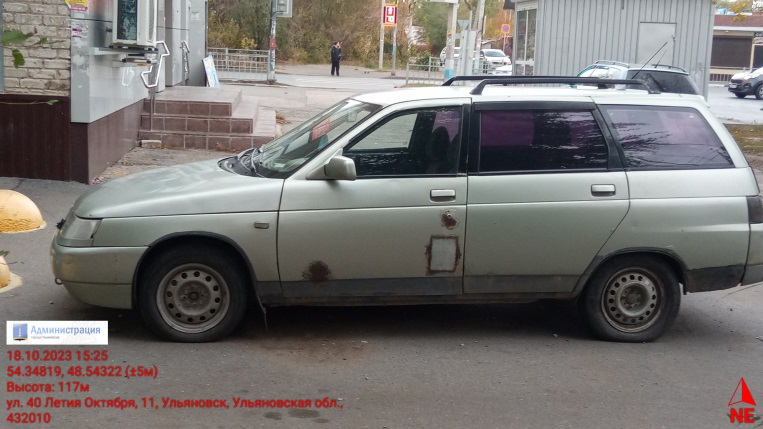 Администрация
18.10.2023 15:25
54.34819, 48.54322 (±5м)
Высота: 117м
ул. 40 Летия Октября, 11, Ульяновск, Ульяновская обл.,
432010
NE